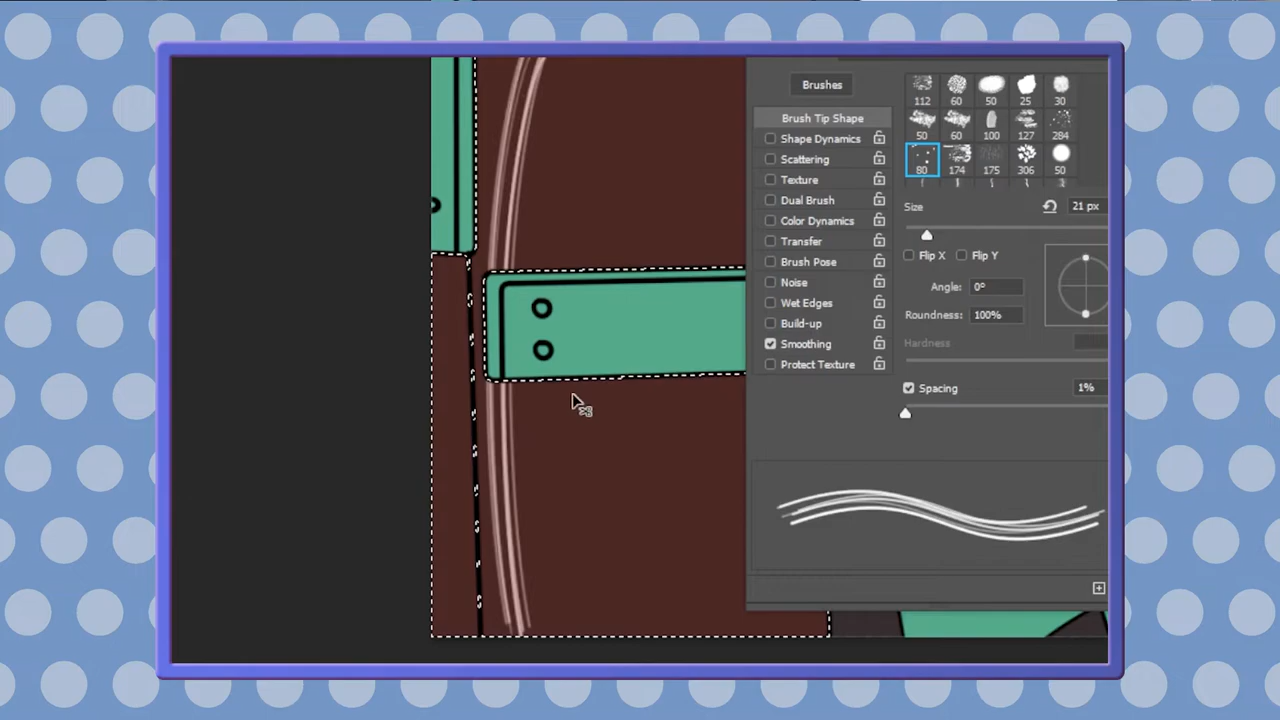 Brushes
112 60 50 25 30
Brush Tip Shape
Shape Dynamics
50 60 100 127 284
Scattering
80 174 175 306 50
Texture
Dual Brush
Size 21 px
Color Dynamics
Transfer
Flip X Flip Y
Brush Pose
Noise
Angle: 0°
Wet Edges
Roundness: 100%
Build-up
Smoothing
Hardness
Protect Texture
Spacing 1%